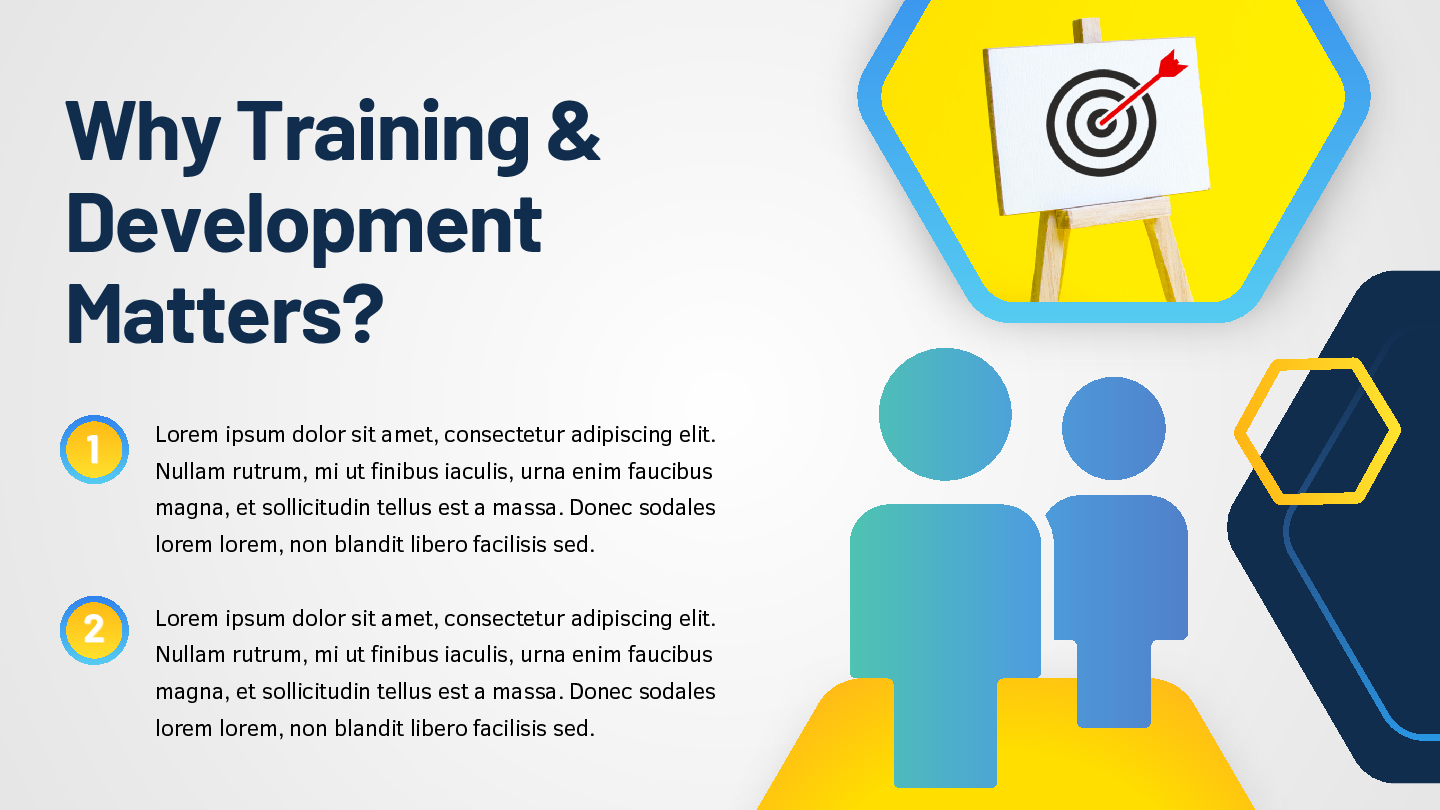 Why Training &
Development
Matters?
1
Lorem ipsum dolor sit amet, consectetur adipiscing elit.
Nullam rutrum, mi ut finibus iaculis, urna enim faucibus
magna, et sollicitudin tellus est a massa. Donec sodales
lorem lorem, non blandit libero facilisis sed.
2
Lorem ipsum dolor sit amet, consectetur adipiscing elit.
Nullam rutrum, mi ut finibus iaculis, urna enim faucibus
magna, et sollicitudin tellus est a massa. Donec sodales
lorem lorem, non blandit libero facilisis sed.